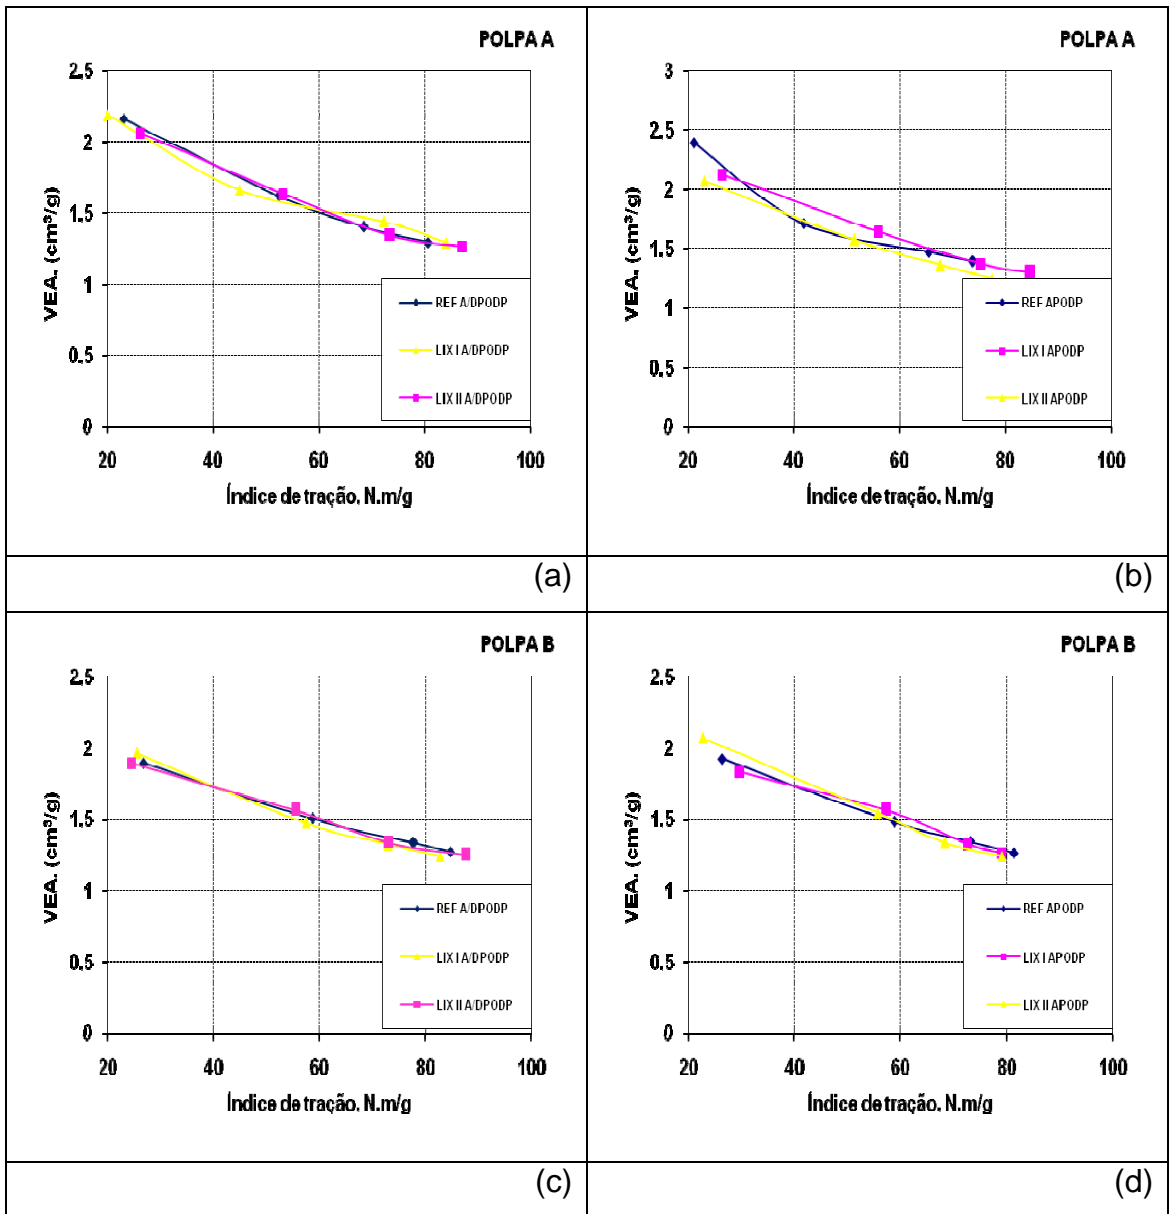 POLPA A
2,5
2
1,5
1
0,5
0
VEA. (cm³/g)
20 40 60 80 100
Índice de tração. N.m/g
REF A/DPODP
LIX I A/DPODP
LIX II A/DPODP
(a)
POLPA A
3
2,5
2
1,5
1
0,5
0
VEA. (cm³/g)
20 40 60 80 100
Índice de tração. N.m/g
REF APODP
LIX I APODP
LIX II APODP
(b)
POLPA B
2,5
2
1,5
1
0,5
0
VEA. (cm³/g)
20 40 60 80 100
Índice de tração. N.m/g
REF A/DPODP
LIX I A/DPODP
LIX II A/DPODP
(c)
POLPA B
2,5
2
1,5
1
0,5
0
VEA. (cm³/g)
20 40 60 80 100
Índice de tração. N.m/g
REF APODP
LIX I APODP
LIX II APODP
(d)